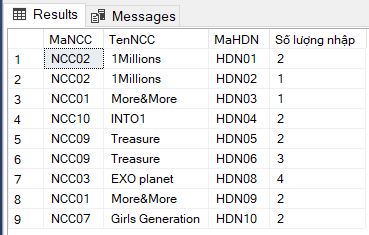 Results Messages
MaNCC TenNCC MaHDN Số lượng nhập
1 NCC02 1Millions HDN01 2
2 NCC02 1Millions HDN02 1
3 NCC01 More&More HDN03 1
4 NCC10 INTO1 HDN04 2
5 NCC09 Treasure HDN05 2
6 NCC09 Treasure HDN06 3
7 NCC03 EXO planet HDN08 4
8 NCC01 More&More HDN09 2
9 NCC07 Girls Generation HDN10 2